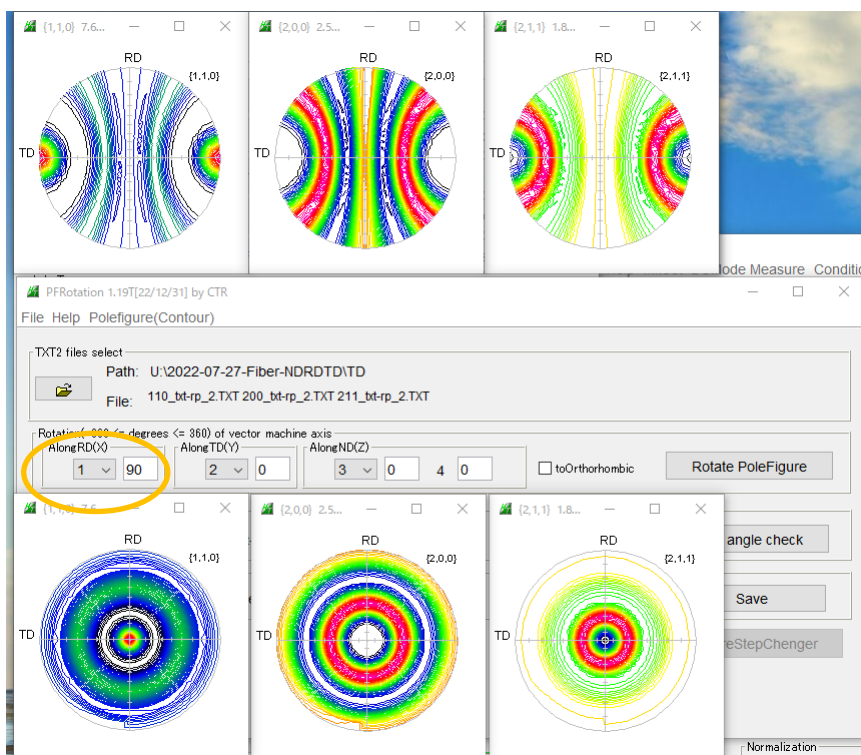 {1,1,0} 7.6...
{2,0,0} 2.5...
{2,1,1} 1.8...
RD
{1,1,0}
TD
RD
{2,0,0}
TD
RD
{2,1,1}
TD
Mode Measure Conditio
PFRotation 1.19T[22/12/31] by CTR
File Help Polefigure(Contour)
TXT2 files select
Path: U:\2022-07-27-Fiber-NDRDTD\TD
File: 110_txt-rp_2.TXT 200_txt-rp_2.TXT 211_txt-rp_2.TXT
Rotation(-360 <= degrees <= 360) of vector machine axis
AlongRD(X) AlongTD(Y) AlongND(Z)
1 90 2 0 3 0 4 0 toOrthorhombic Rotate PoleFigure
{1,1,0} 7.6...
{2,0,0} 2.5...
{2,1,1} 1.8...
RD
{1,1,0}
TD
RD
{2,0,0}
TD
RD
{2,1,1}
TD
angle check
Save
eStepChenger
Normalization